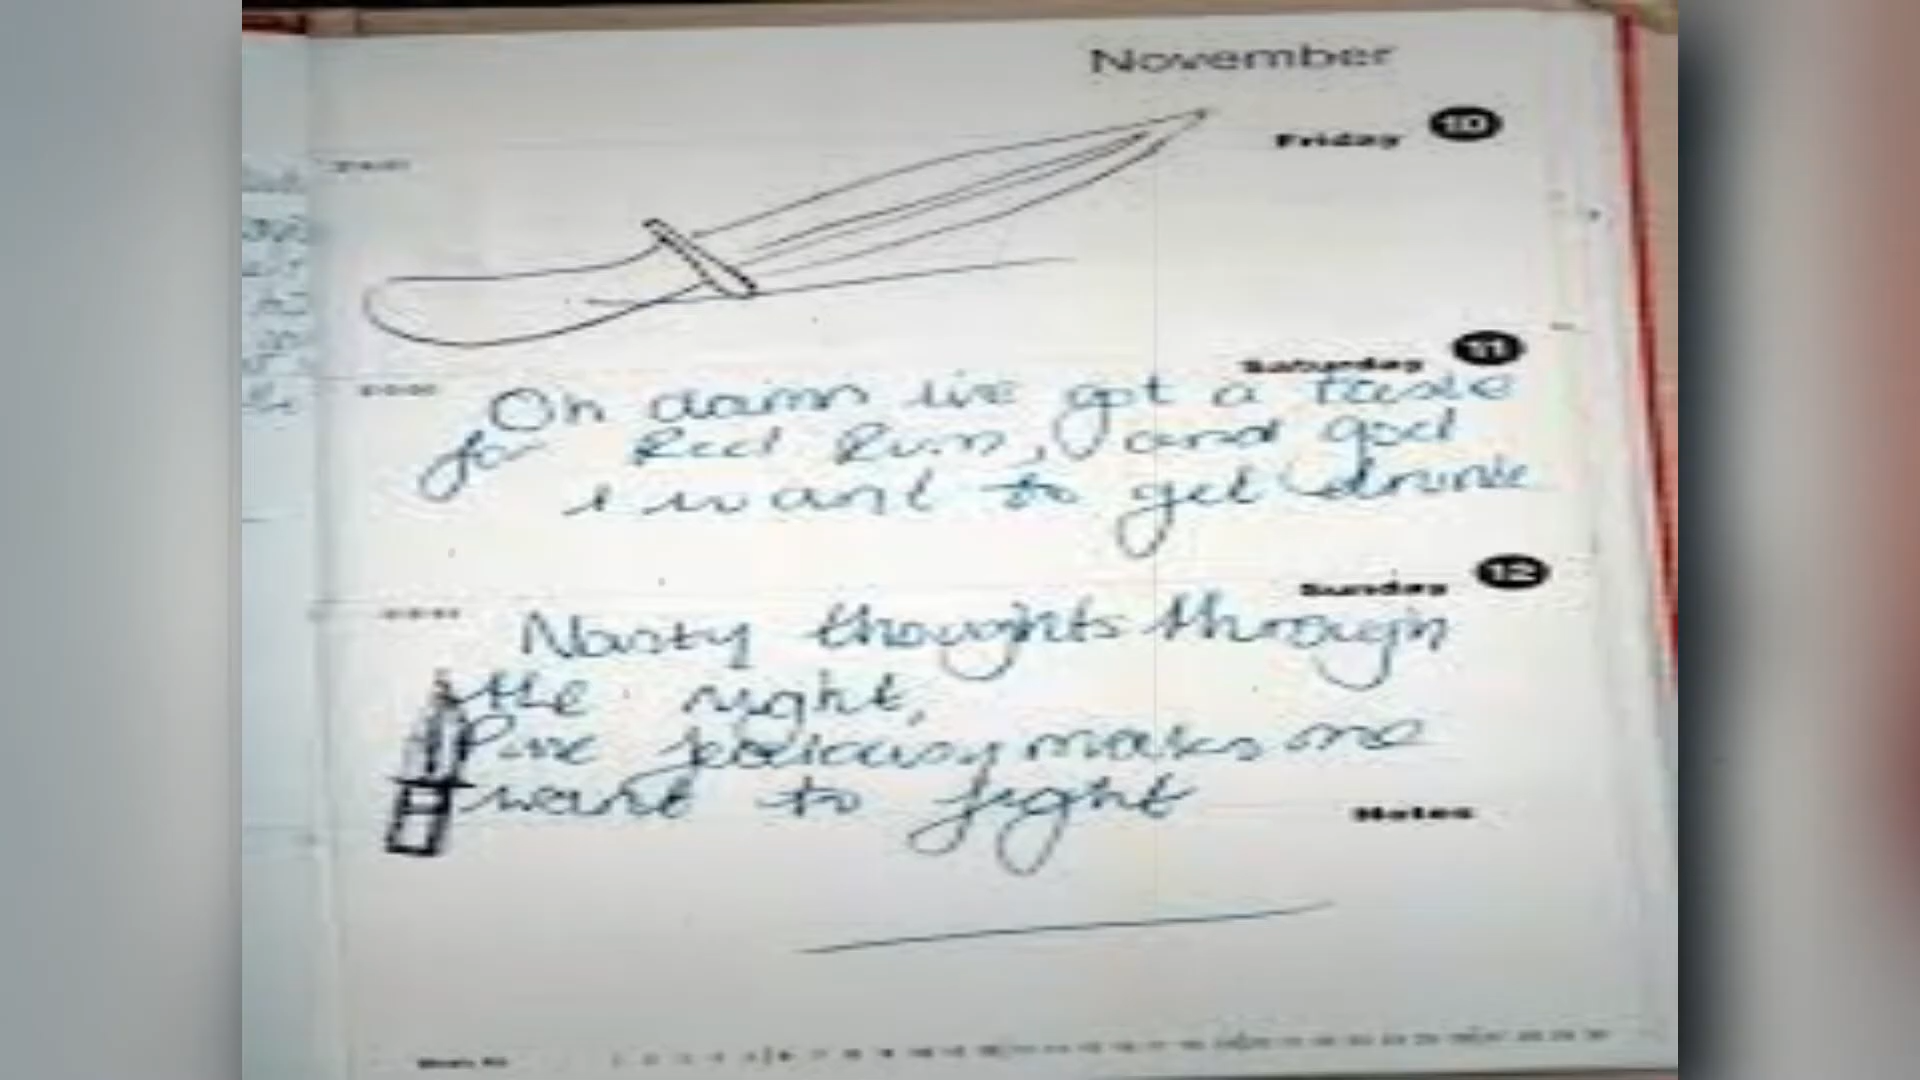 November
Friday 10
Saturday 11
Oh damn i've got a taste
for Red Rum, and god
i want to get drunk
Sunday 12
Nasty thoughts through
the night,
Pure jealousy makes me
want to fight
Notes